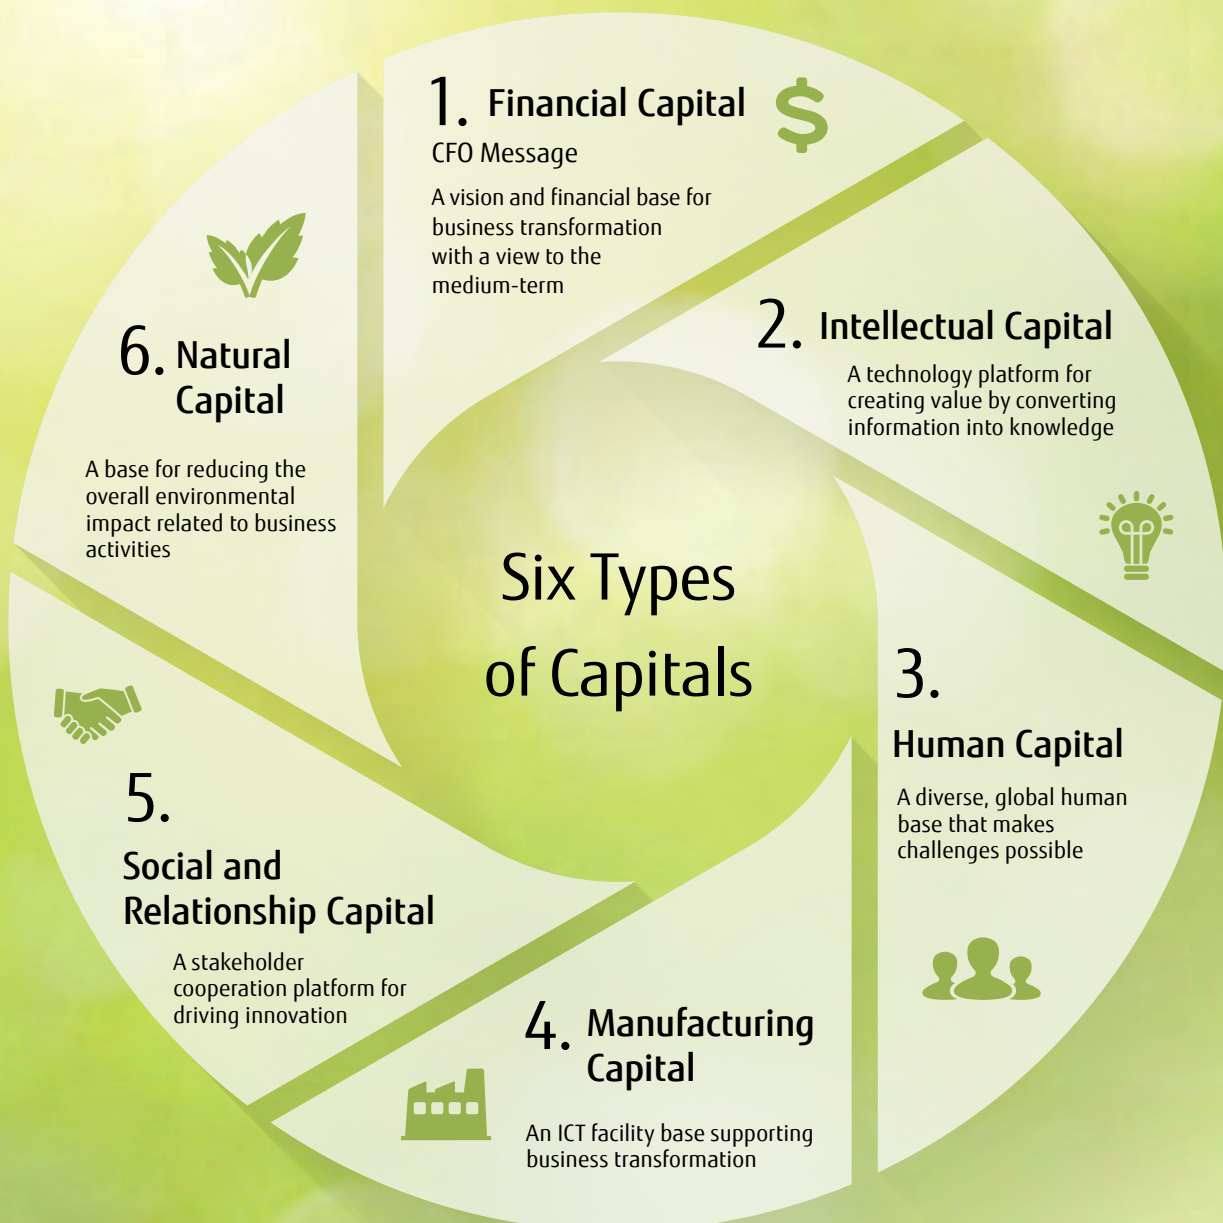 1. Financial Capital
CFO Message
A vision and financial base for
business transformation
with a view to the
medium-term
2. Intellectual Capital
A technology platform for
creating value by converting
information into knowledge
3.
Human Capital
A diverse, global human
base that makes
challenges possible
4. Manufacturing
Capital
An ICT facility base supporting
business transformation
5.
Social and
Relationship Capital
A stakeholder
cooperation platform for
driving innovation
6. Natural
Capital
A base for reducing the
overall environmental
impact related to business
activities
Six Types
of Capitals